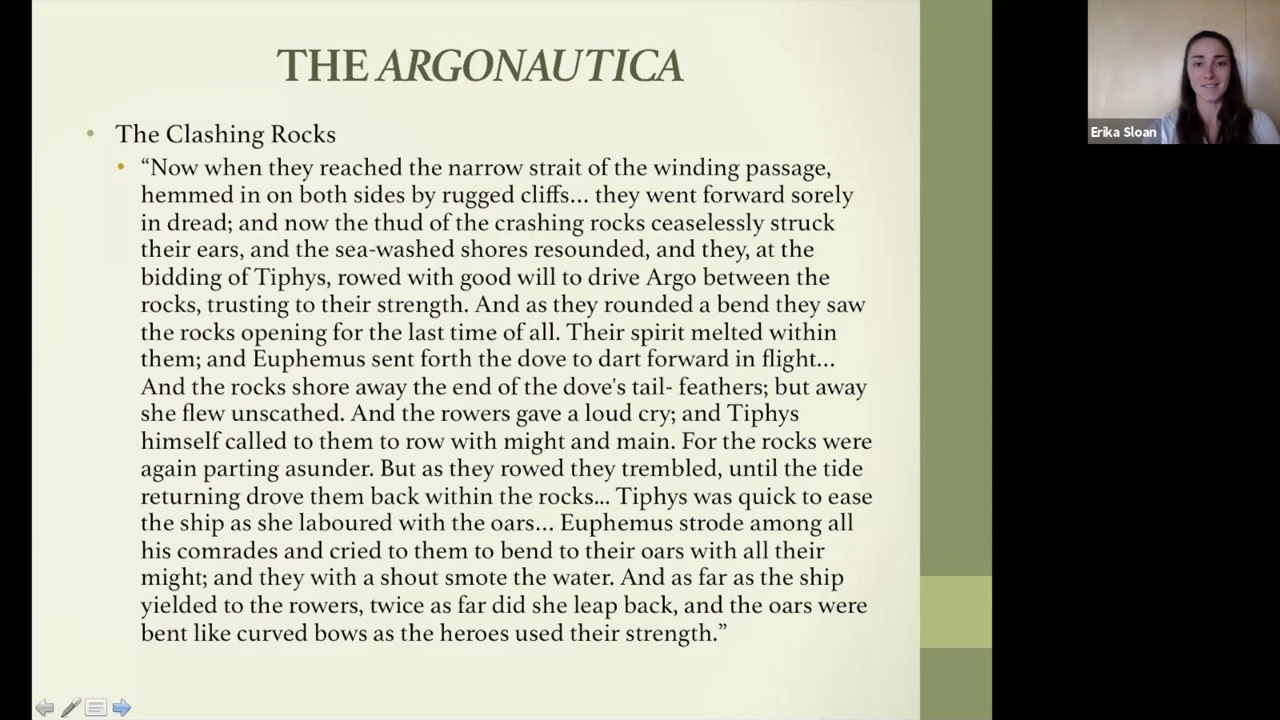 THE ARGONAUTICA
• The Clashing Rocks
• “Now when they reached the narrow strait of the winding passage,
hemmed in on both sides by rugged cliffs... they went forward sorely
in dread; and now the thud of the crashing rocks ceaselessly struck
their ears, and the sea-washed shores resounded, and they, at the
bidding of Tiphys, rowed with good will to drive Argo between the
rocks, trusting to their strength. And as they rounded a bend they saw
the rocks opening for the last time of all. Their spirit melted within
them; and Euphemus sent forth the dove to dart forward in flight...
And the rocks shore away the end of the dove's tail- feathers; but away
she flew unscathed. And the rowers gave a loud cry; and Tiphys
himself called to them to row with might and main. For the rocks were
again parting asunder. But as they rowed they trembled, until the tide
returning drove them back within the rocks... Tiphys was quick to ease
the ship as she laboured with the oars... Euphemus strode among all
his comrades and cried to them to bend to their oars with all their
might; and they with a shout smote the water. And as far as the ship
yielded to the rowers, twice as far did she leap back, and the oars were
bent like curved bows as the heroes used their strength.”
Erika Sloan